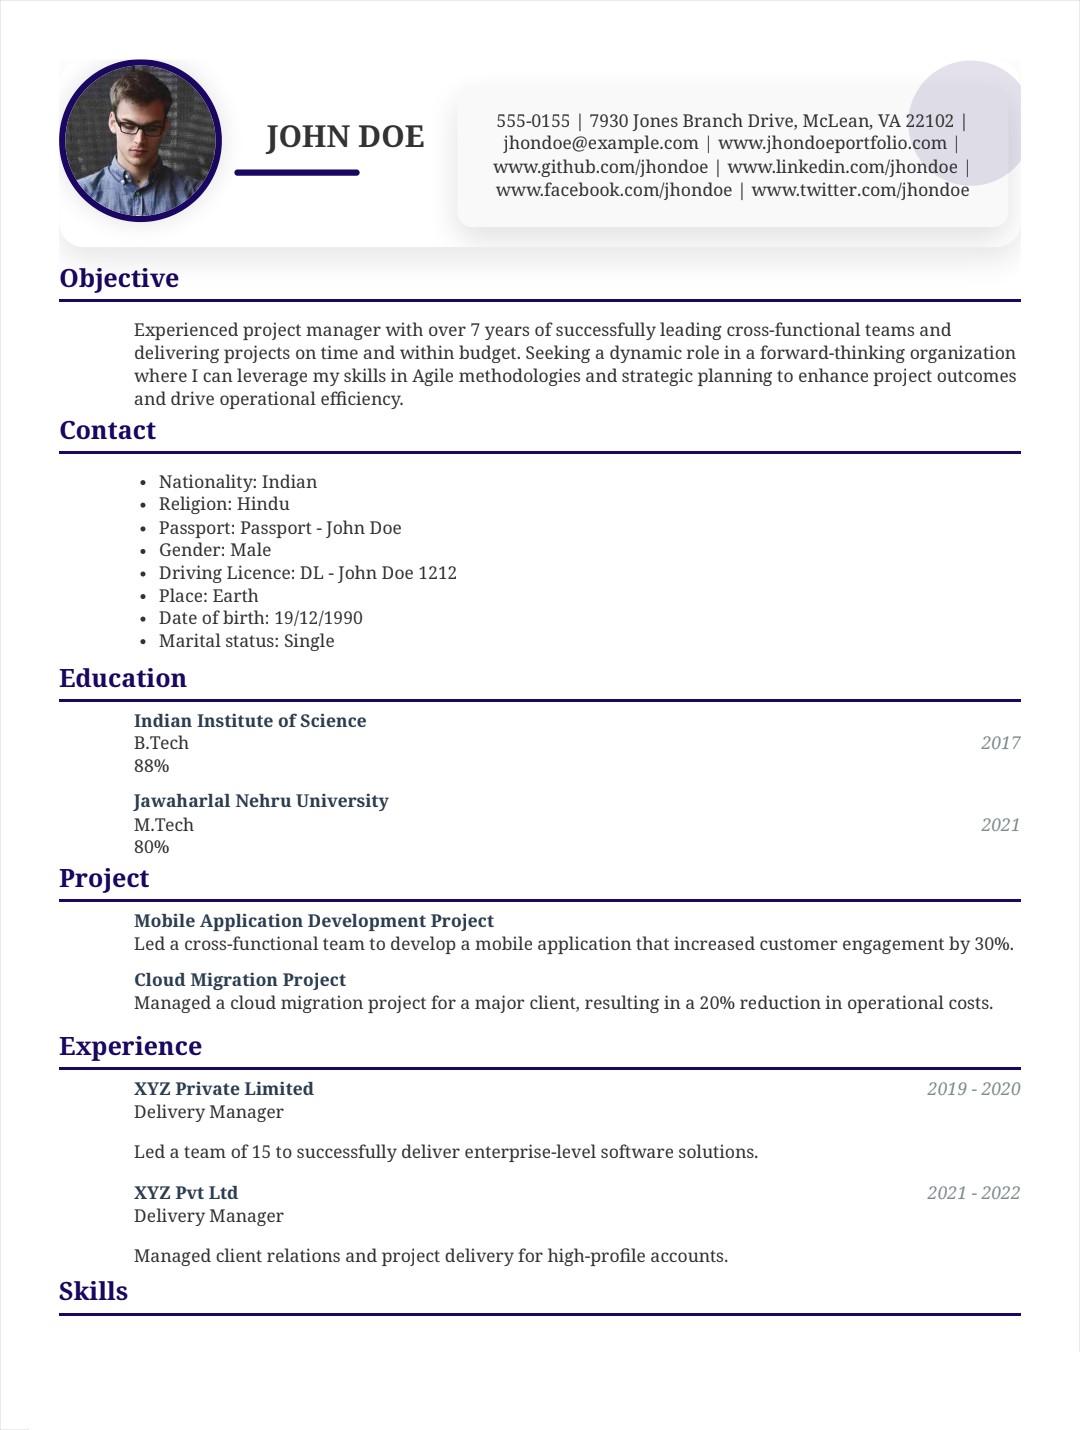 JOHN DOE
555-0155 | 7930 Jones Branch Drive, McLean, VA 22102 |
jhondoe@example.com | www.jhondoeportfolio.com |
www.github.com/jhondoe | www.linkedin.com/jhondoe |
www.facebook.com/jhondoe | www.twitter.com/jhondoe
Objective
Experienced project manager with over 7 years of successfully leading cross-functional teams and
delivering projects on time and within budget. Seeking a dynamic role in a forward-thinking organization
where I can leverage my skills in Agile methodologies and strategic planning to enhance project outcomes
and drive operational efficiency.
Contact
• Nationality: Indian
• Religion: Hindu
• Passport: Passport - John Doe
• Gender: Male
• Driving Licence: DL - John Doe 1212
• Place: Earth
• Date of birth: 19/12/1990
• Marital status: Single
Education
Indian Institute of Science
B.Tech 2017
88%
Jawaharlal Nehru University
M.Tech 2021
80%
Project
Mobile Application Development Project
Led a cross-functional team to develop a mobile application that increased customer engagement by 30%.
Cloud Migration Project
Managed a cloud migration project for a major client, resulting in a 20% reduction in operational costs.
Experience
XYZ Private Limited 2019 - 2020
Delivery Manager
Led a team of 15 to successfully deliver enterprise-level software solutions.
XYZ Pvt Ltd 2021 - 2022
Delivery Manager
Managed client relations and project delivery for high-profile accounts.
Skills